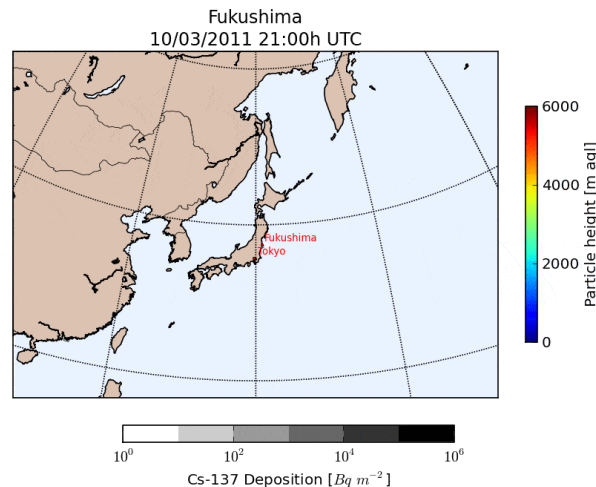 Fukushima
10/03/2011 21:00h UTC
Fukushima
okyo
6000
4000
2000
0
Particle height [m agl]
10^0 10^2 10^4 10^6
Cs-137 Deposition [Bq m^-2]